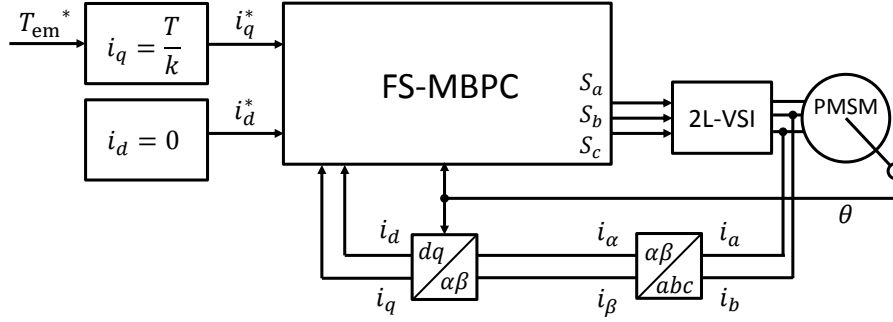 T_em^*
i_q = T/k
i_q^*
FS-MBPC
i_d = 0
i_d^*
S_a
S_b
S_c
2L-VSI
PMSM
θ
i_d
dq
αβ
i_α
αβ
abc
i_a
i_q
i_β
i_b